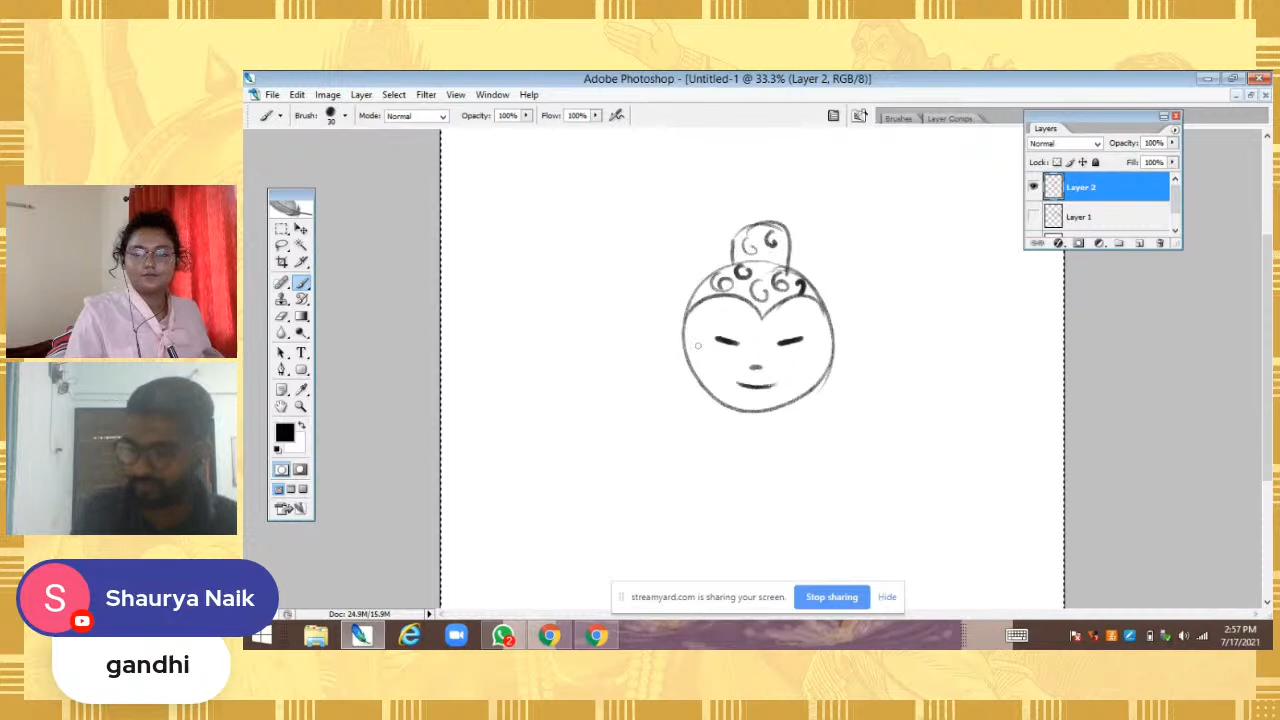 Adobe Photoshop - [Untitled-1 @ 33.3% (Layer 2, RGB/8)]
File Edit Image Layer Select Filter View Window Help
Brush: 30 Mode: Normal Opacity: 100% Flow: 100% Brushes Layer Comps
Layers
Normal Opacity: 100%
Lock: Fill: 100%
Layer 2
Layer 1
T
streamyard.com is sharing your screen. Stop sharing Hide
Doc: 24.9M/15.9M
2
2:57 PM
7/17/2021
S Shaurya Naik
gandhi